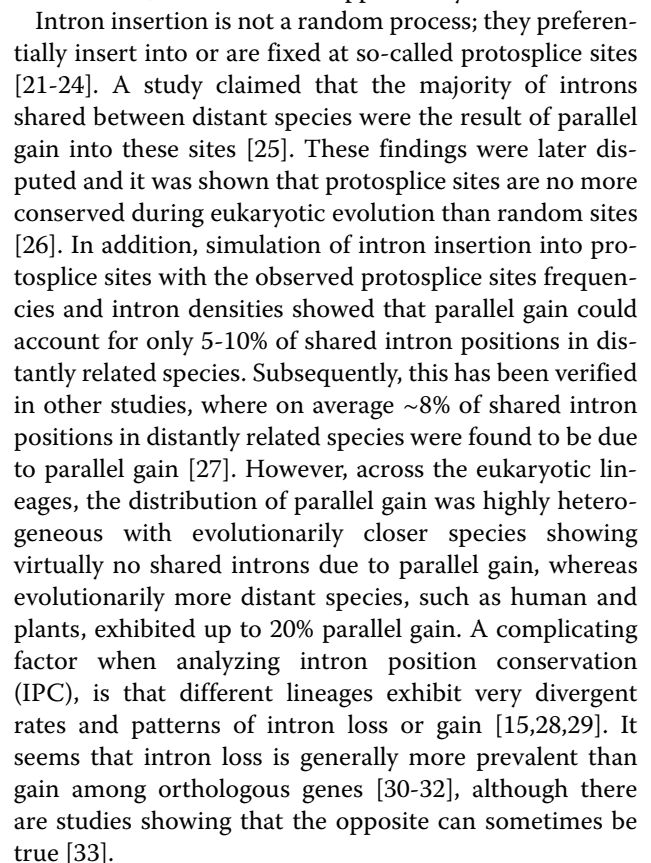 Intron insertion is not a random process; they preferen-
tially insert into or are fixed at so-called protosplice sites
[21-24]. A study claimed that the majority of introns
shared between distant species were the result of parallel
gain into these sites [25]. These findings were later dis-
puted and it was shown that protosplice sites are no more
conserved during eukaryotic evolution than random sites
[26]. In addition, simulation of intron insertion into pro-
tosplice sites with the observed protosplice sites frequen-
cies and intron densities showed that parallel gain could
account for only 5-10% of shared intron positions in dis-
tantly related species. Subsequently, this has been verified
in other studies, where on average ~8% of shared intron
positions in distantly related species were found to be due
to parallel gain [27]. However, across the eukaryotic lin-
eages, the distribution of parallel gain was highly hetero-
geneous with evolutionarily closer species showing
virtually no shared introns due to parallel gain, whereas
evolutionarily more distant species, such as human and
plants, exhibited up to 20% parallel gain. A complicating
factor when analyzing intron position conservation
(IPC), is that different lineages exhibit very divergent
rates and patterns of intron loss or gain [15,28,29]. It
seems that intron loss is generally more prevalent than
gain among orthologous genes [30-32], although there
are studies showing that the opposite can sometimes be
true [33].